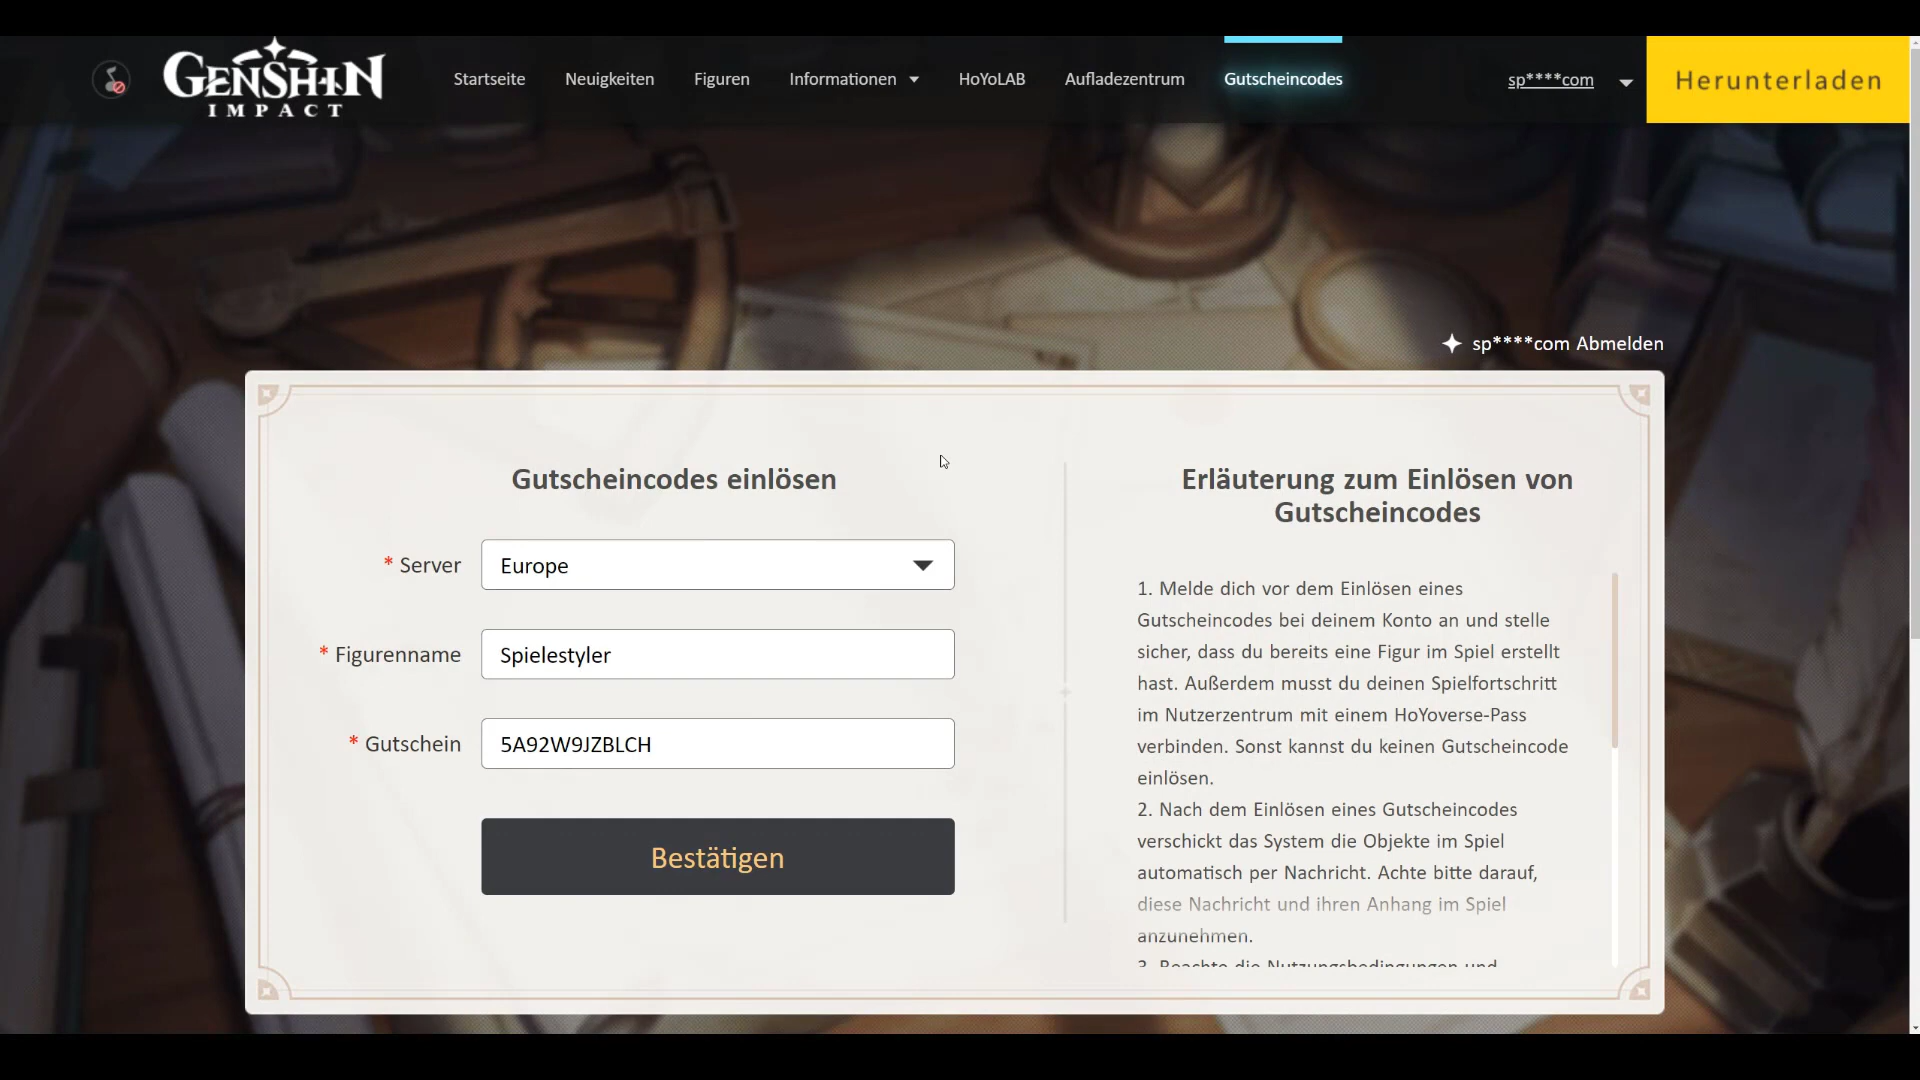 GENSHIN
IMPACT
Startseite
Neuigkeiten
Figuren
Informationen
HoYoLAB
Aufladezentrum
Gutscheincodes
sp****com
Herunterladen
sp****com Abmelden
Gutscheincodes einlösen
* Server
Europe
* Figurenname
Spielestyler
* Gutschein
5A92W9JZBLCH
Bestätigen
Erläuterung zum Einlösen von
Gutscheincodes
1. Melde dich vor dem Einlösen eines
Gutscheincodes bei deinem Konto an und stelle
sicher, dass du bereits eine Figur im Spiel erstellt
hast. Außerdem musst du deinen Spielfortschritt
im Nutzerzentrum mit einem HoYoverse-Pass
verbinden. Sonst kannst du keinen Gutscheincode
einlösen.
2. Nach dem Einlösen eines Gutscheincodes
verschickt das System die Objekte im Spiel
automatisch per Nachricht. Achte bitte darauf,
diese Nachricht und ihren Anhang im Spiel
anzunehmen.
3. Beachte die Nutzungsbedingungen und